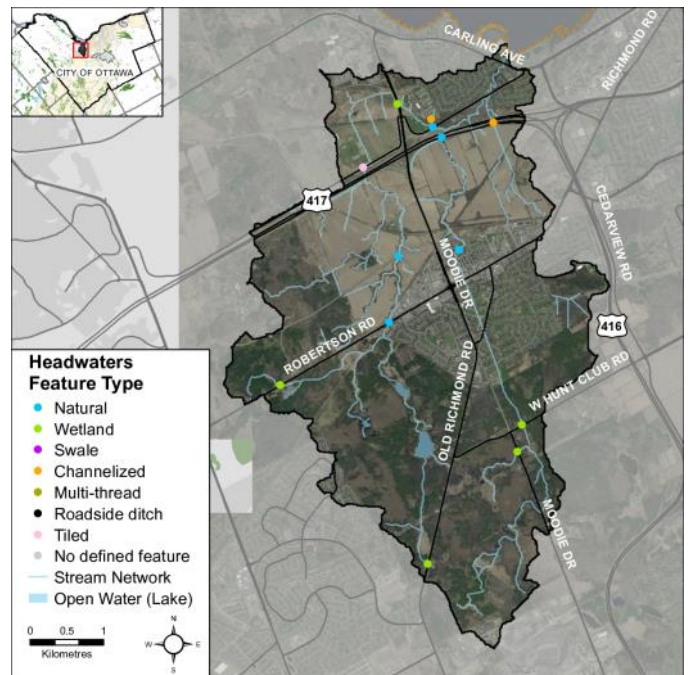 CITY OF OTTAWA
CARLING AVE
RICHMOND RD
417
MOODIE DR
CEDARVIEW RD
416
ROBERTSON RD
OLD RICHMOND RD
W HUNT CLUB RD
MOODIE DR
Headwaters
Feature Type
Natural
Wetland
Swale
Channelized
Multi-thread
Roadside ditch
Tiled
No defined feature
Stream Network
Open Water (Lake)
0 0.5 1
Kilometres
N
W E
S